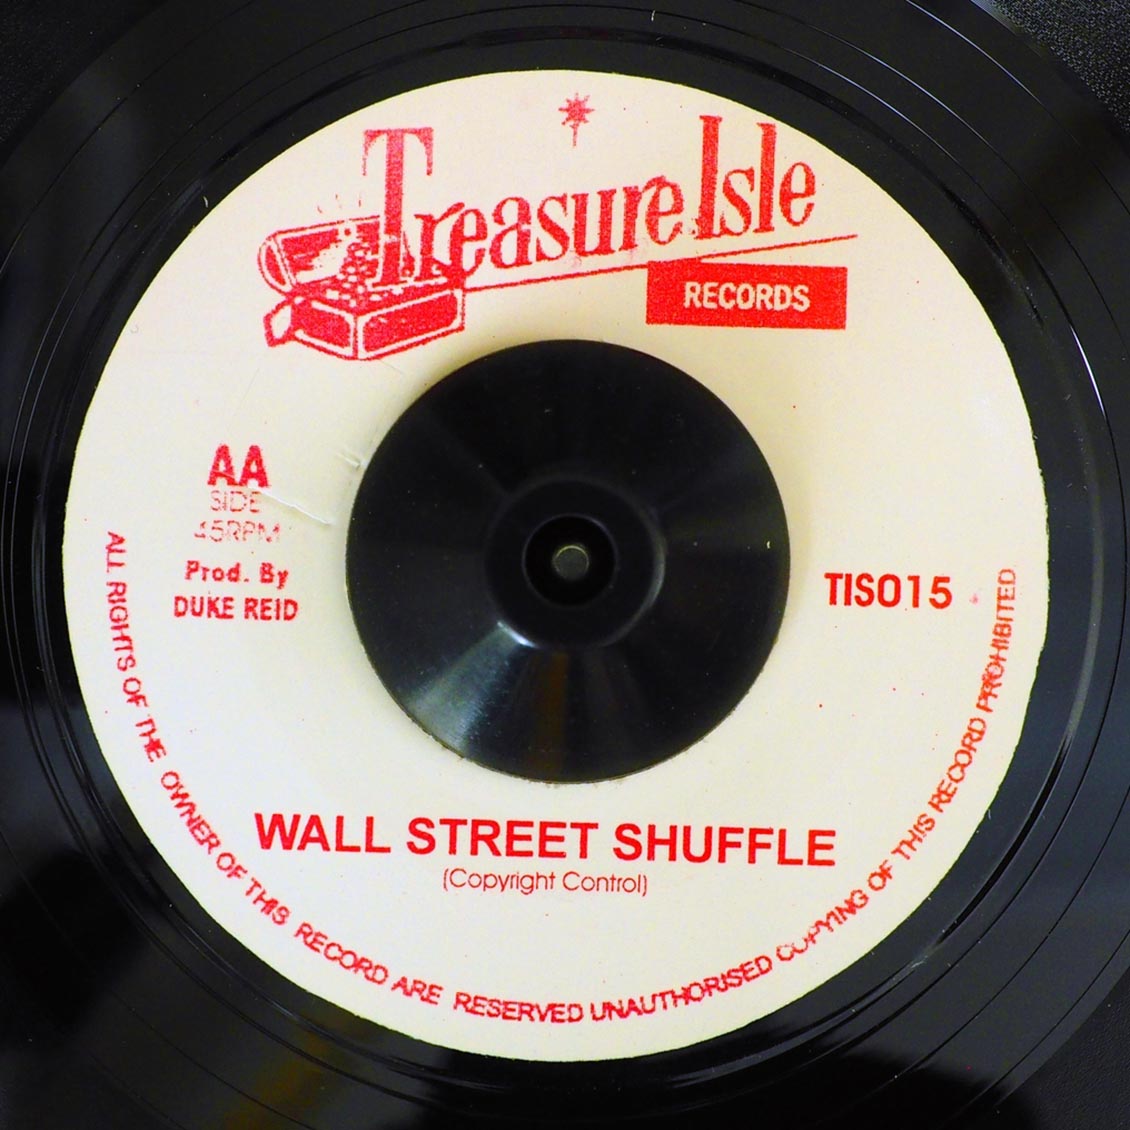 Treasure Isle
RECORDS
AA
SIDE
45RPM
Prod. By
DUKE REID
TISO15
WALL STREET SHUFFLE
(Copyright Control)
ALL RIGHTS OF THE OWNER OF THIS RECORD ARE RESERVED UNAUTHORISED COPYING OF THIS RECORD PROHIBITED